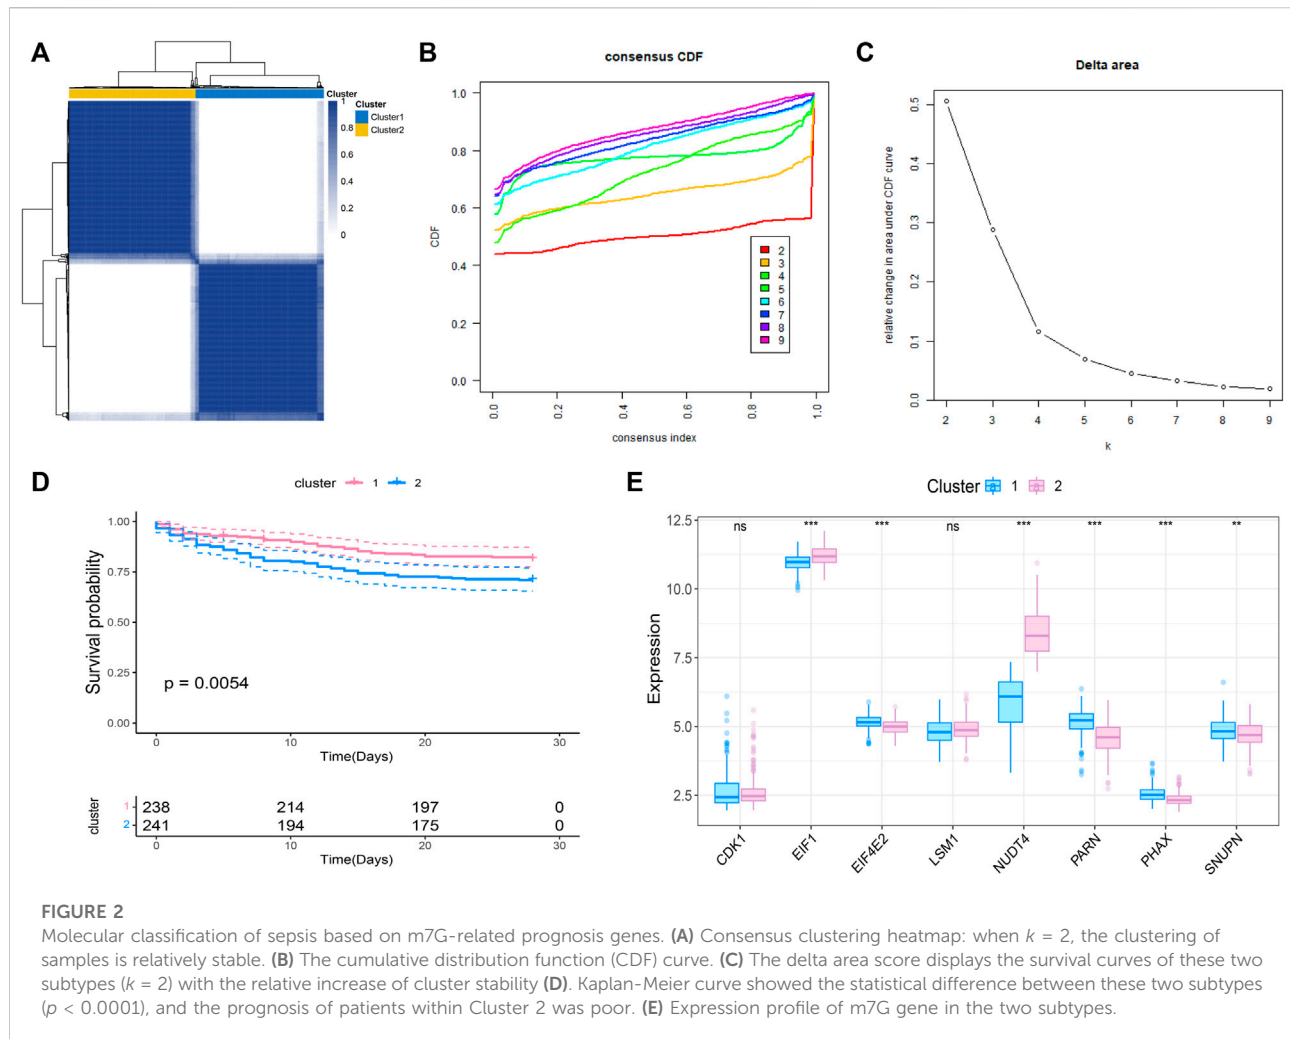 A
Cluster
1
0.8
0.6
0.4
0.2
0
Cluster
Cluster1
Cluster2
B
consensus CDF
CDF
1.0
0.8
0.6
0.4
0.2
0.0
2
3
4
5
6
7
8
9
0.0 0.2 0.4 0.6 0.8 1.0
consensus index
C
Delta area
relative change in area under CDF curve
0.5
0.4
0.3
0.2
0.1
0.0
2 3 4 5 6 7 8 9
k
D
cluster 1 2
Survival probability
1.00
0.75
0.50
0.25
0.00
p = 0.0054
0 10 20 30
Time(Days)
cluster
1 238 214 197 0
2 241 194 175 0
0 10 20 30
Time(Days)
E
Cluster 1 2
Expression
12.5
10.0
7.5
5.0
2.5
ns *** *** ns *** *** *** **
CDK1 EIF1 EIF4E2 LSM1 NUDT4 PARN PHAX SNUPN
FIGURE 2
Molecular classification of sepsis based on m7G-related prognosis genes. (A) Consensus clustering heatmap: when k = 2, the clustering of
samples is relatively stable. (B) The cumulative distribution function (CDF) curve. (C) The delta area score displays the survival curves of these two
subtypes (k = 2) with the relative increase of cluster stability (D). Kaplan-Meier curve showed the statistical difference between these two subtypes
(p < 0.0001), and the prognosis of patients within Cluster 2 was poor. (E) Expression profile of m7G gene in the two subtypes.